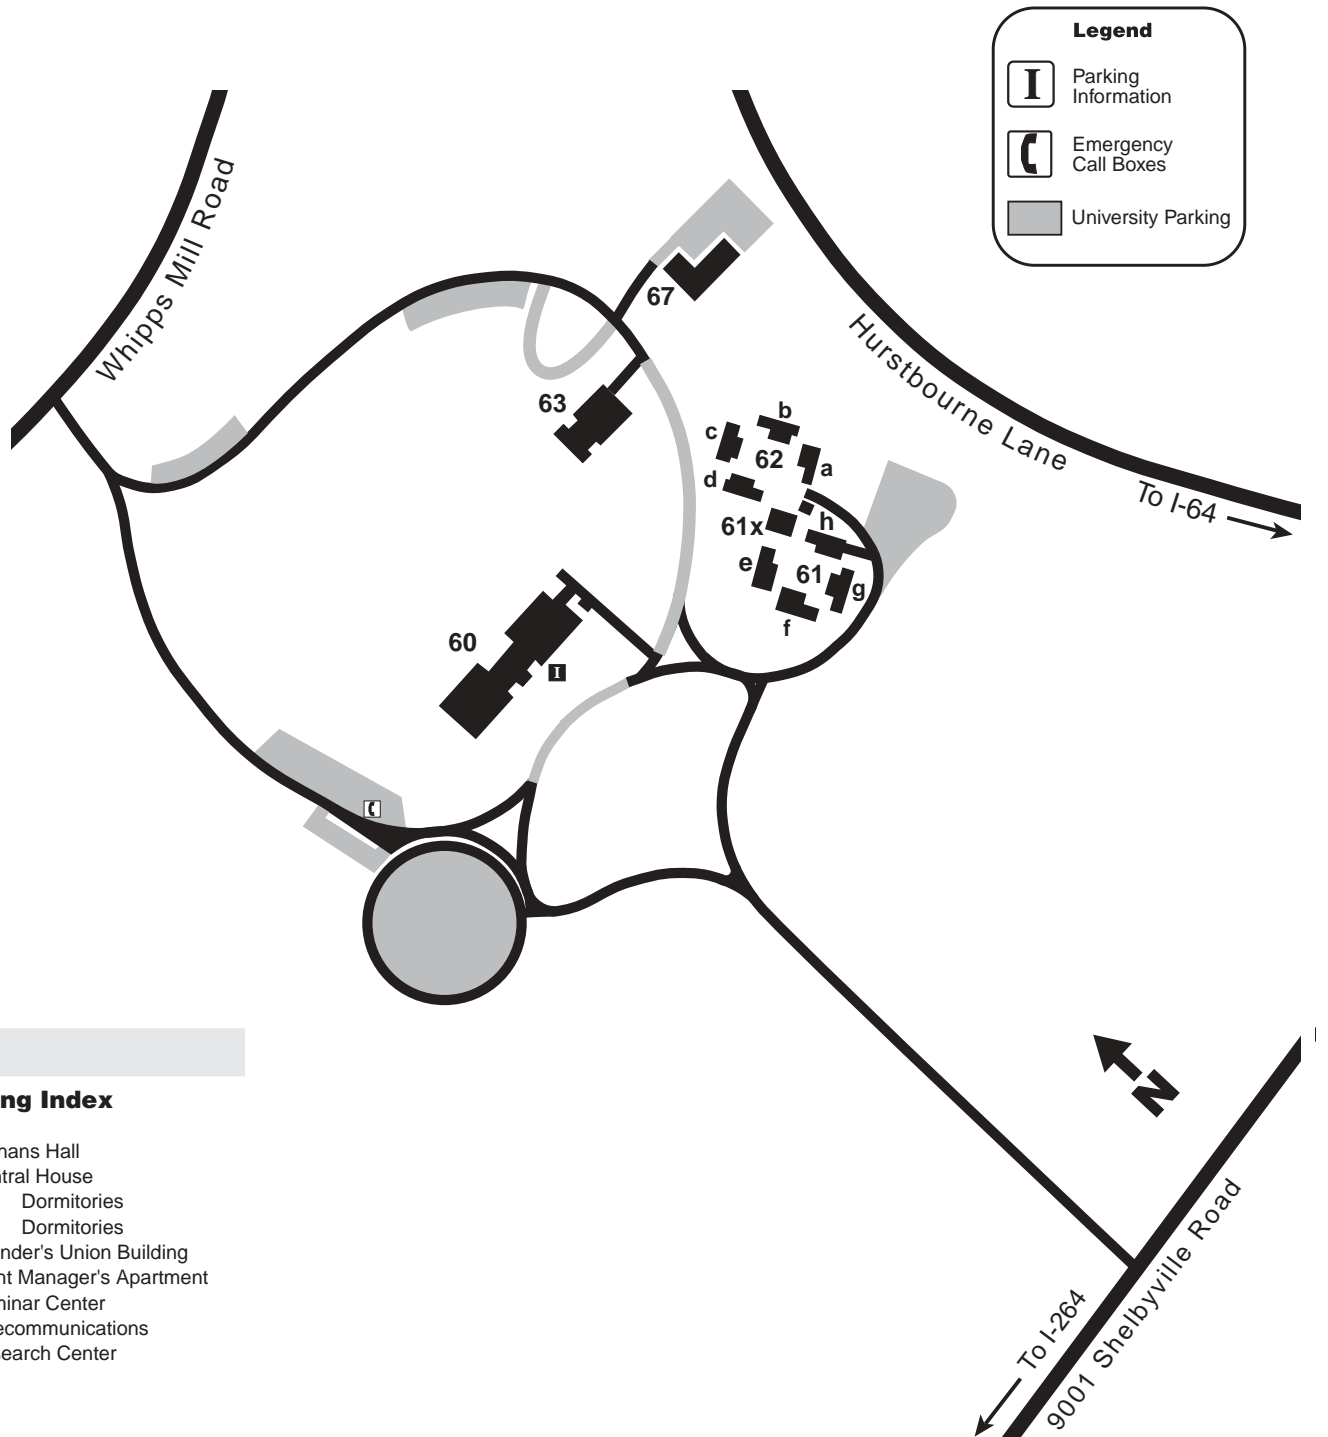 Legend
I
Parking
Information
Emergency
Call Boxes
University Parking
Whipps Mill Road
67
Hurstbourne Lane
63
b
c
62
a
d
To I-64
61x
h
e
61
g
f
60
I
N
ng Index
nans Hall
ntral House
Dormitories
Dormitories
nder's Union Building
nt Manager's Apartment
minar Center
ecommunications
search Center
To I-264
9001 Shelbyville Road